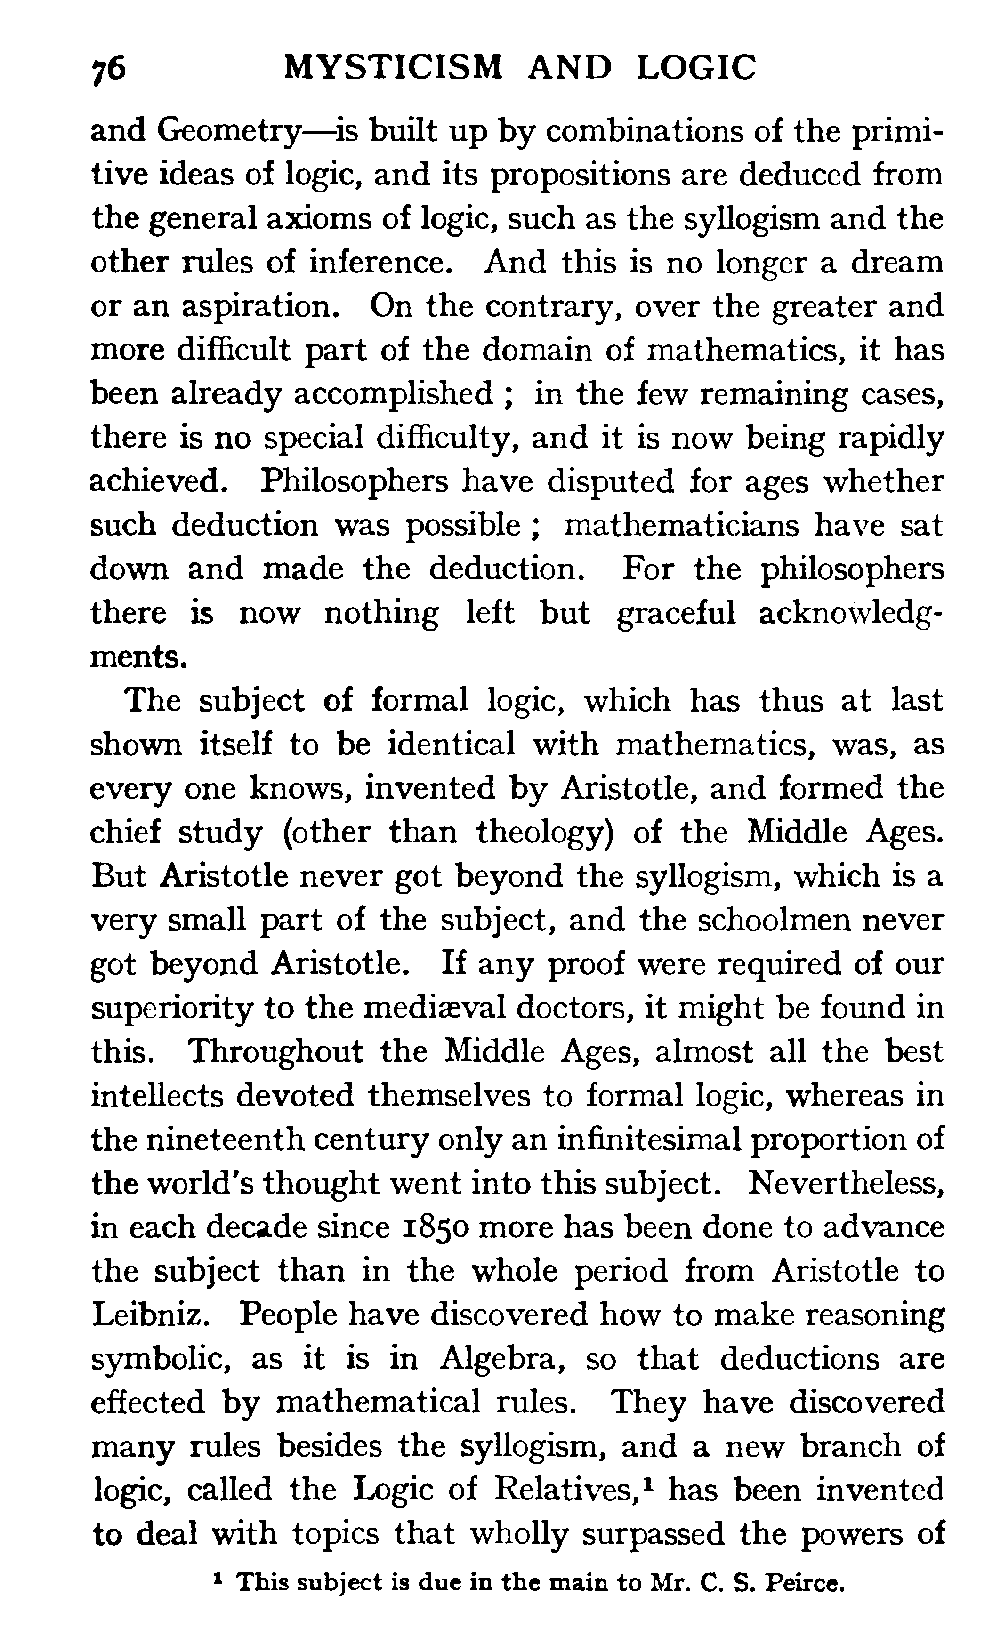 76 MYSTICISM AND LOGIC
and Geometry—is built up by combinations of the primi-
tive ideas of logic, and its propositions are deduced from
the general axioms of logic, such as the syllogism and the
other rules of inference. And this is no longer a dream
or an aspiration. On the contrary, over the greater and
more difficult part of the domain of mathematics, it has
been already accomplished ; in the few remaining cases,
there is no special difficulty, and it is now being rapidly
achieved. Philosophers have disputed for ages whether
such deduction was possible ; mathematicians have sat
down and made the deduction. For the philosophers
there is now nothing left but graceful acknowledg-
ments.
The subject of formal logic, which has thus at last
shown itself to be identical with mathematics, was, as
every one knows, invented by Aristotle, and formed the
chief study (other than theology) of the Middle Ages.
But Aristotle never got beyond the syllogism, which is a
very small part of the subject, and the schoolmen never
got beyond Aristotle. If any proof were required of our
superiority to the mediæval doctors, it might be found in
this. Throughout the Middle Ages, almost all the best
intellects devoted themselves to formal logic, whereas in
the nineteenth century only an infinitesimal proportion of
the world's thought went into this subject. Nevertheless,
in each decade since 1850 more has been done to advance
the subject than in the whole period from Aristotle to
Leibniz. People have discovered how to make reasoning
symbolic, as it is in Algebra, so that deductions are
effected by mathematical rules. They have discovered
many rules besides the syllogism, and a new branch of
logic, called the Logic of Relatives,¹ has been invented
to deal with topics that wholly surpassed the powers of
¹ This subject is due in the main to Mr. C. S. Peirce.